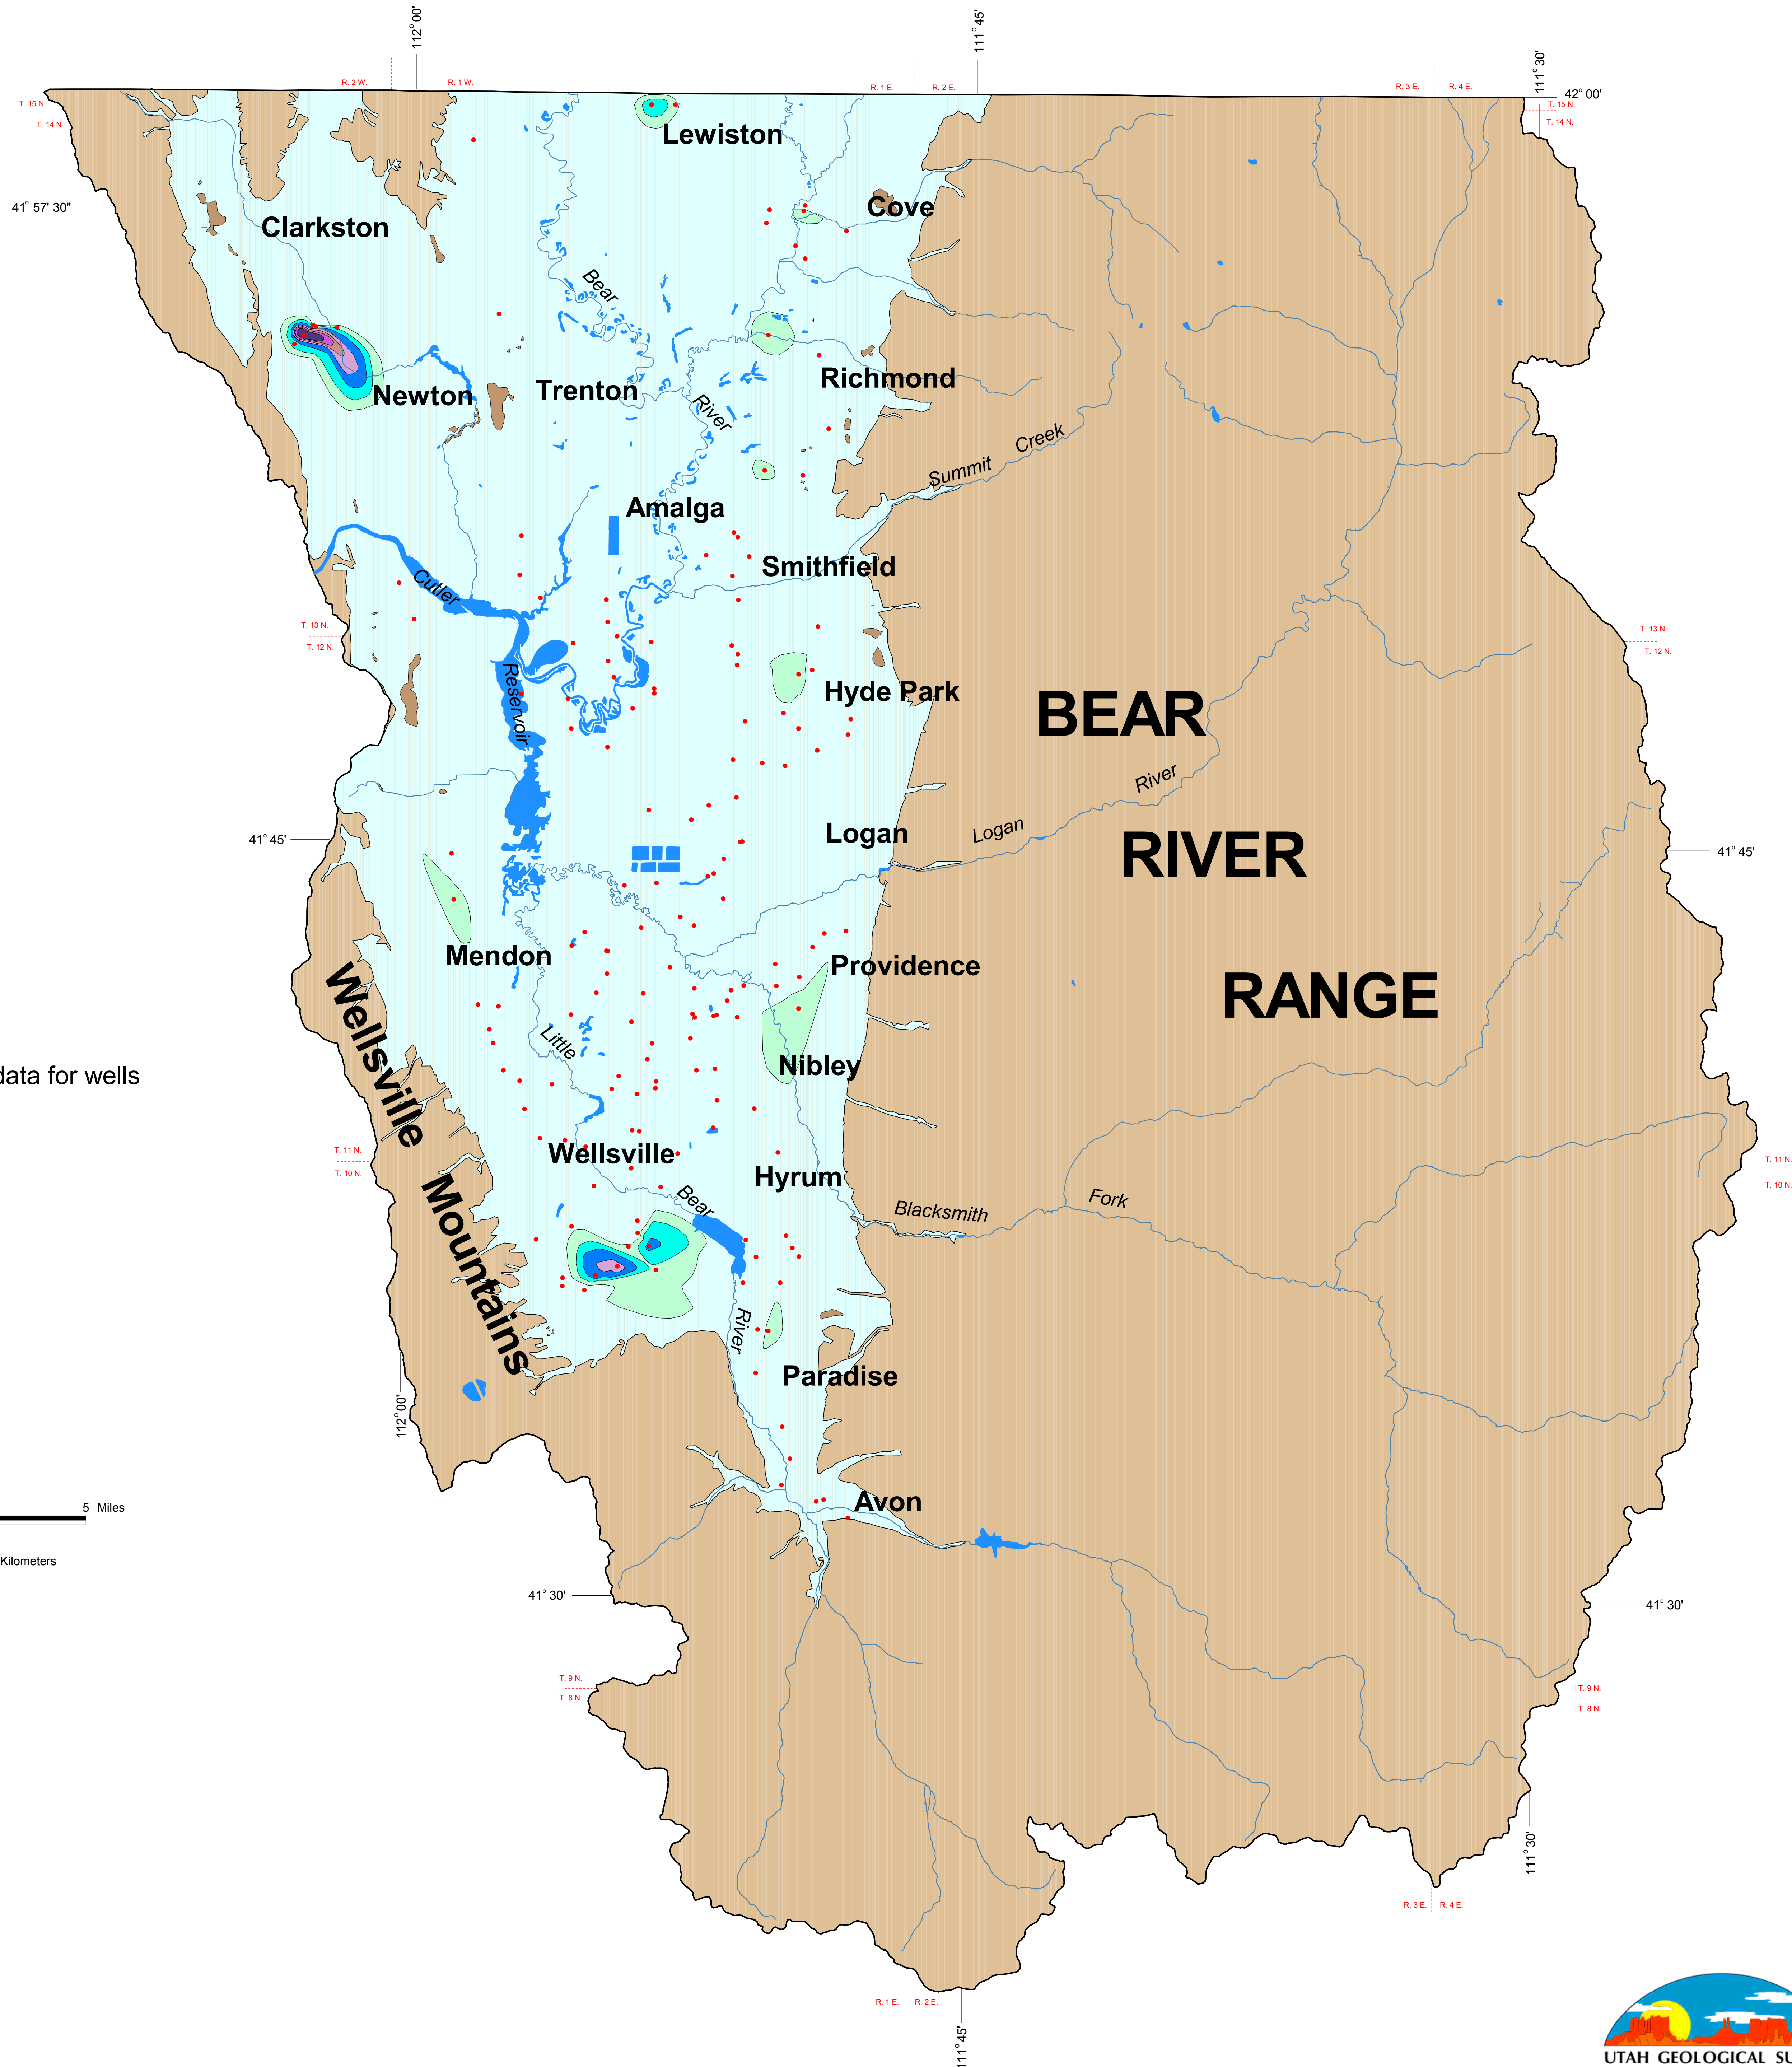 112° 00'
111° 45'
111° 30'
R. 2 W.
R. 1 W.
R. 1 E.
R. 2 E.
R. 3 E.
R. 4 E.
42° 00'
T. 15 N.
T. 14 N.
T. 15 N.
T. 14 N.
Lewiston
41° 57' 30"
Clarkston
Cove
Bear
Newton
Trenton
River
Richmond
Summit Creek
Amalga
Smithfield
Cutler
T. 13 N.
T. 12 N.
T. 13 N.
T. 12 N.
Reservoir
Hyde Park
BEAR
River
Logan
Logan
RIVER
41° 45'
41° 45'
Mendon
Providence
RANGE
Wellsville
Little
Nibley
data for wells
T. 11 N.
T. 10 N.
Wellsville
T. 11 N.
T. 10 N.
Hyrum
Mountains
Bear
Blacksmith
Fork
River
Paradise
112° 00'
Avon
5 Miles
Kilometers
41° 30'
41° 30'
T. 9 N.
T. 8 N.
T. 9 N.
T. 8 N.
111° 30'
R. 3 E.
R. 4 E.
R. 1 E.
R. 2 E.
111° 45'
UTAH GEOLOGICAL SU